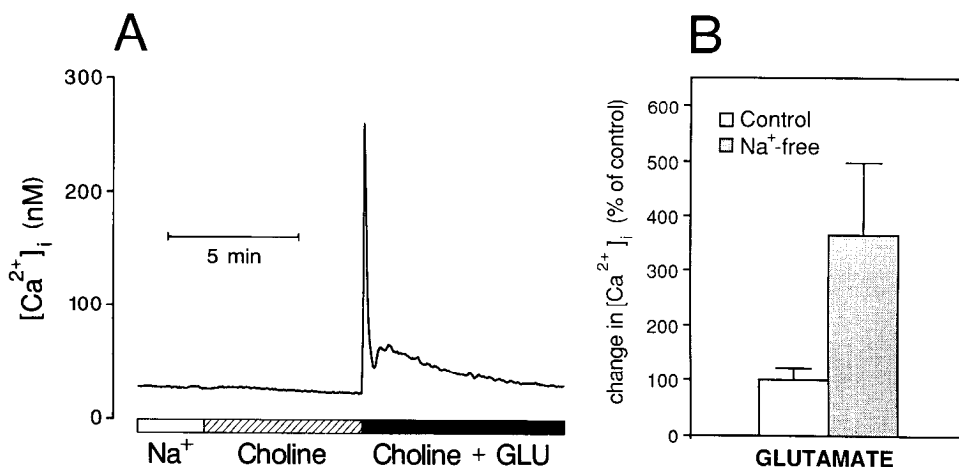 A
300
200
100
0
[Ca²⁺]ᵢ (nM)
5 min
Na⁺ Choline Choline + GLU
B
600
500
400
300
200
100
0
change in [Ca²⁺]ᵢ (% of control)
Control
Na⁺-free
GLUTAMATE